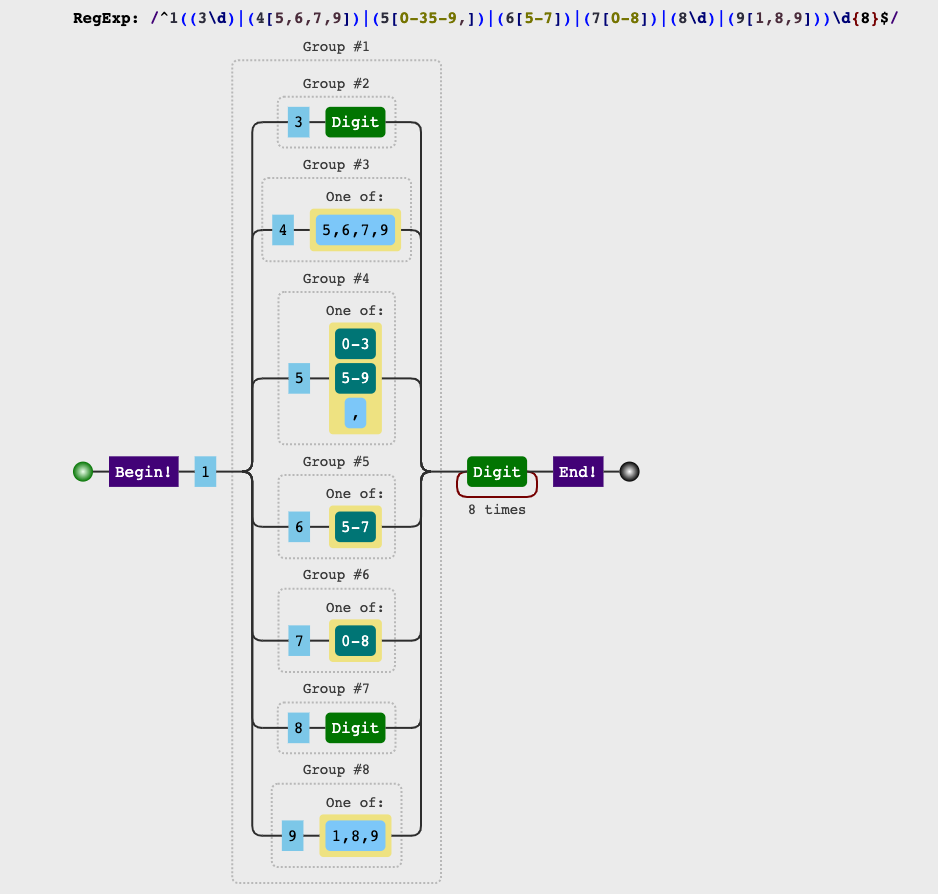 RegExp: /^1((3\d)|(4[5,6,7,9])|(5[0-35-9,])|(6[5-7])|(7[0-8])|(8\d)|(9[1,8,9]))\d{8}$/
Group #1
Group #2
3 Digit
Group #3
One of:
4 5,6,7,9
Group #4
One of:
0-3
5 5-9
,
Begin! 1
Group #5
One of:
6 5-7
Digit End!
8 times
Group #6
One of:
7 0-8
Group #7
8 Digit
Group #8
One of:
9 1,8,9